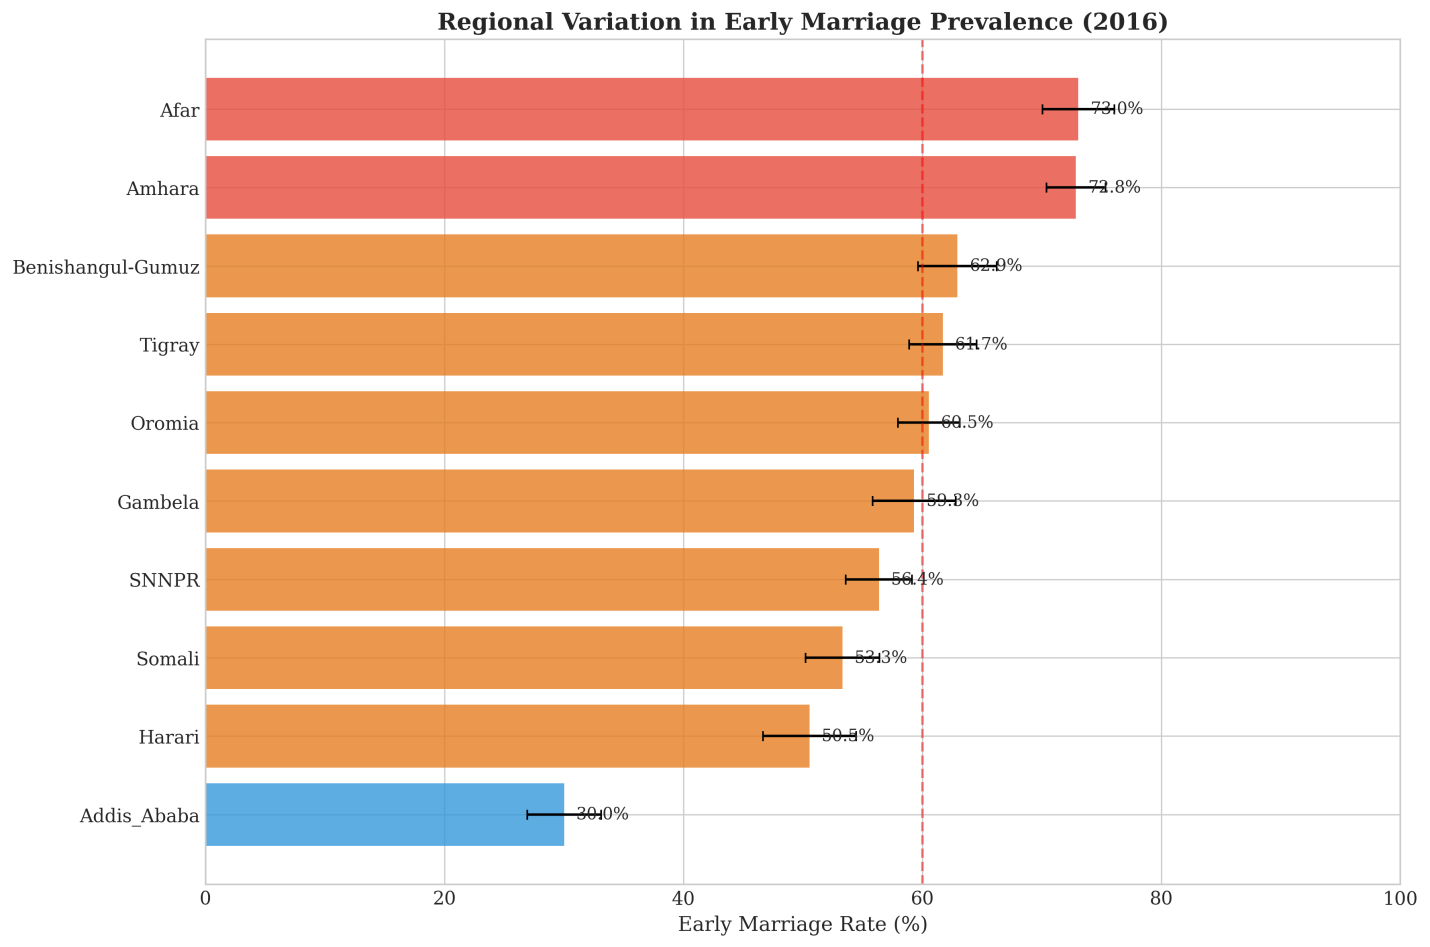 Regional Variation in Early Marriage Prevalence (2016)
Afar
73.0%
Amhara
72.8%
Benishangul-Gumuz
62.9%
Tigray
61.7%
Oromia
60.5%
Gambela
59.3%
SNNPR
56.4%
Somali
53.3%
Harari
50.5%
Addis_Ababa
30.0%
0 20 40 60 80 100
Early Marriage Rate (%)